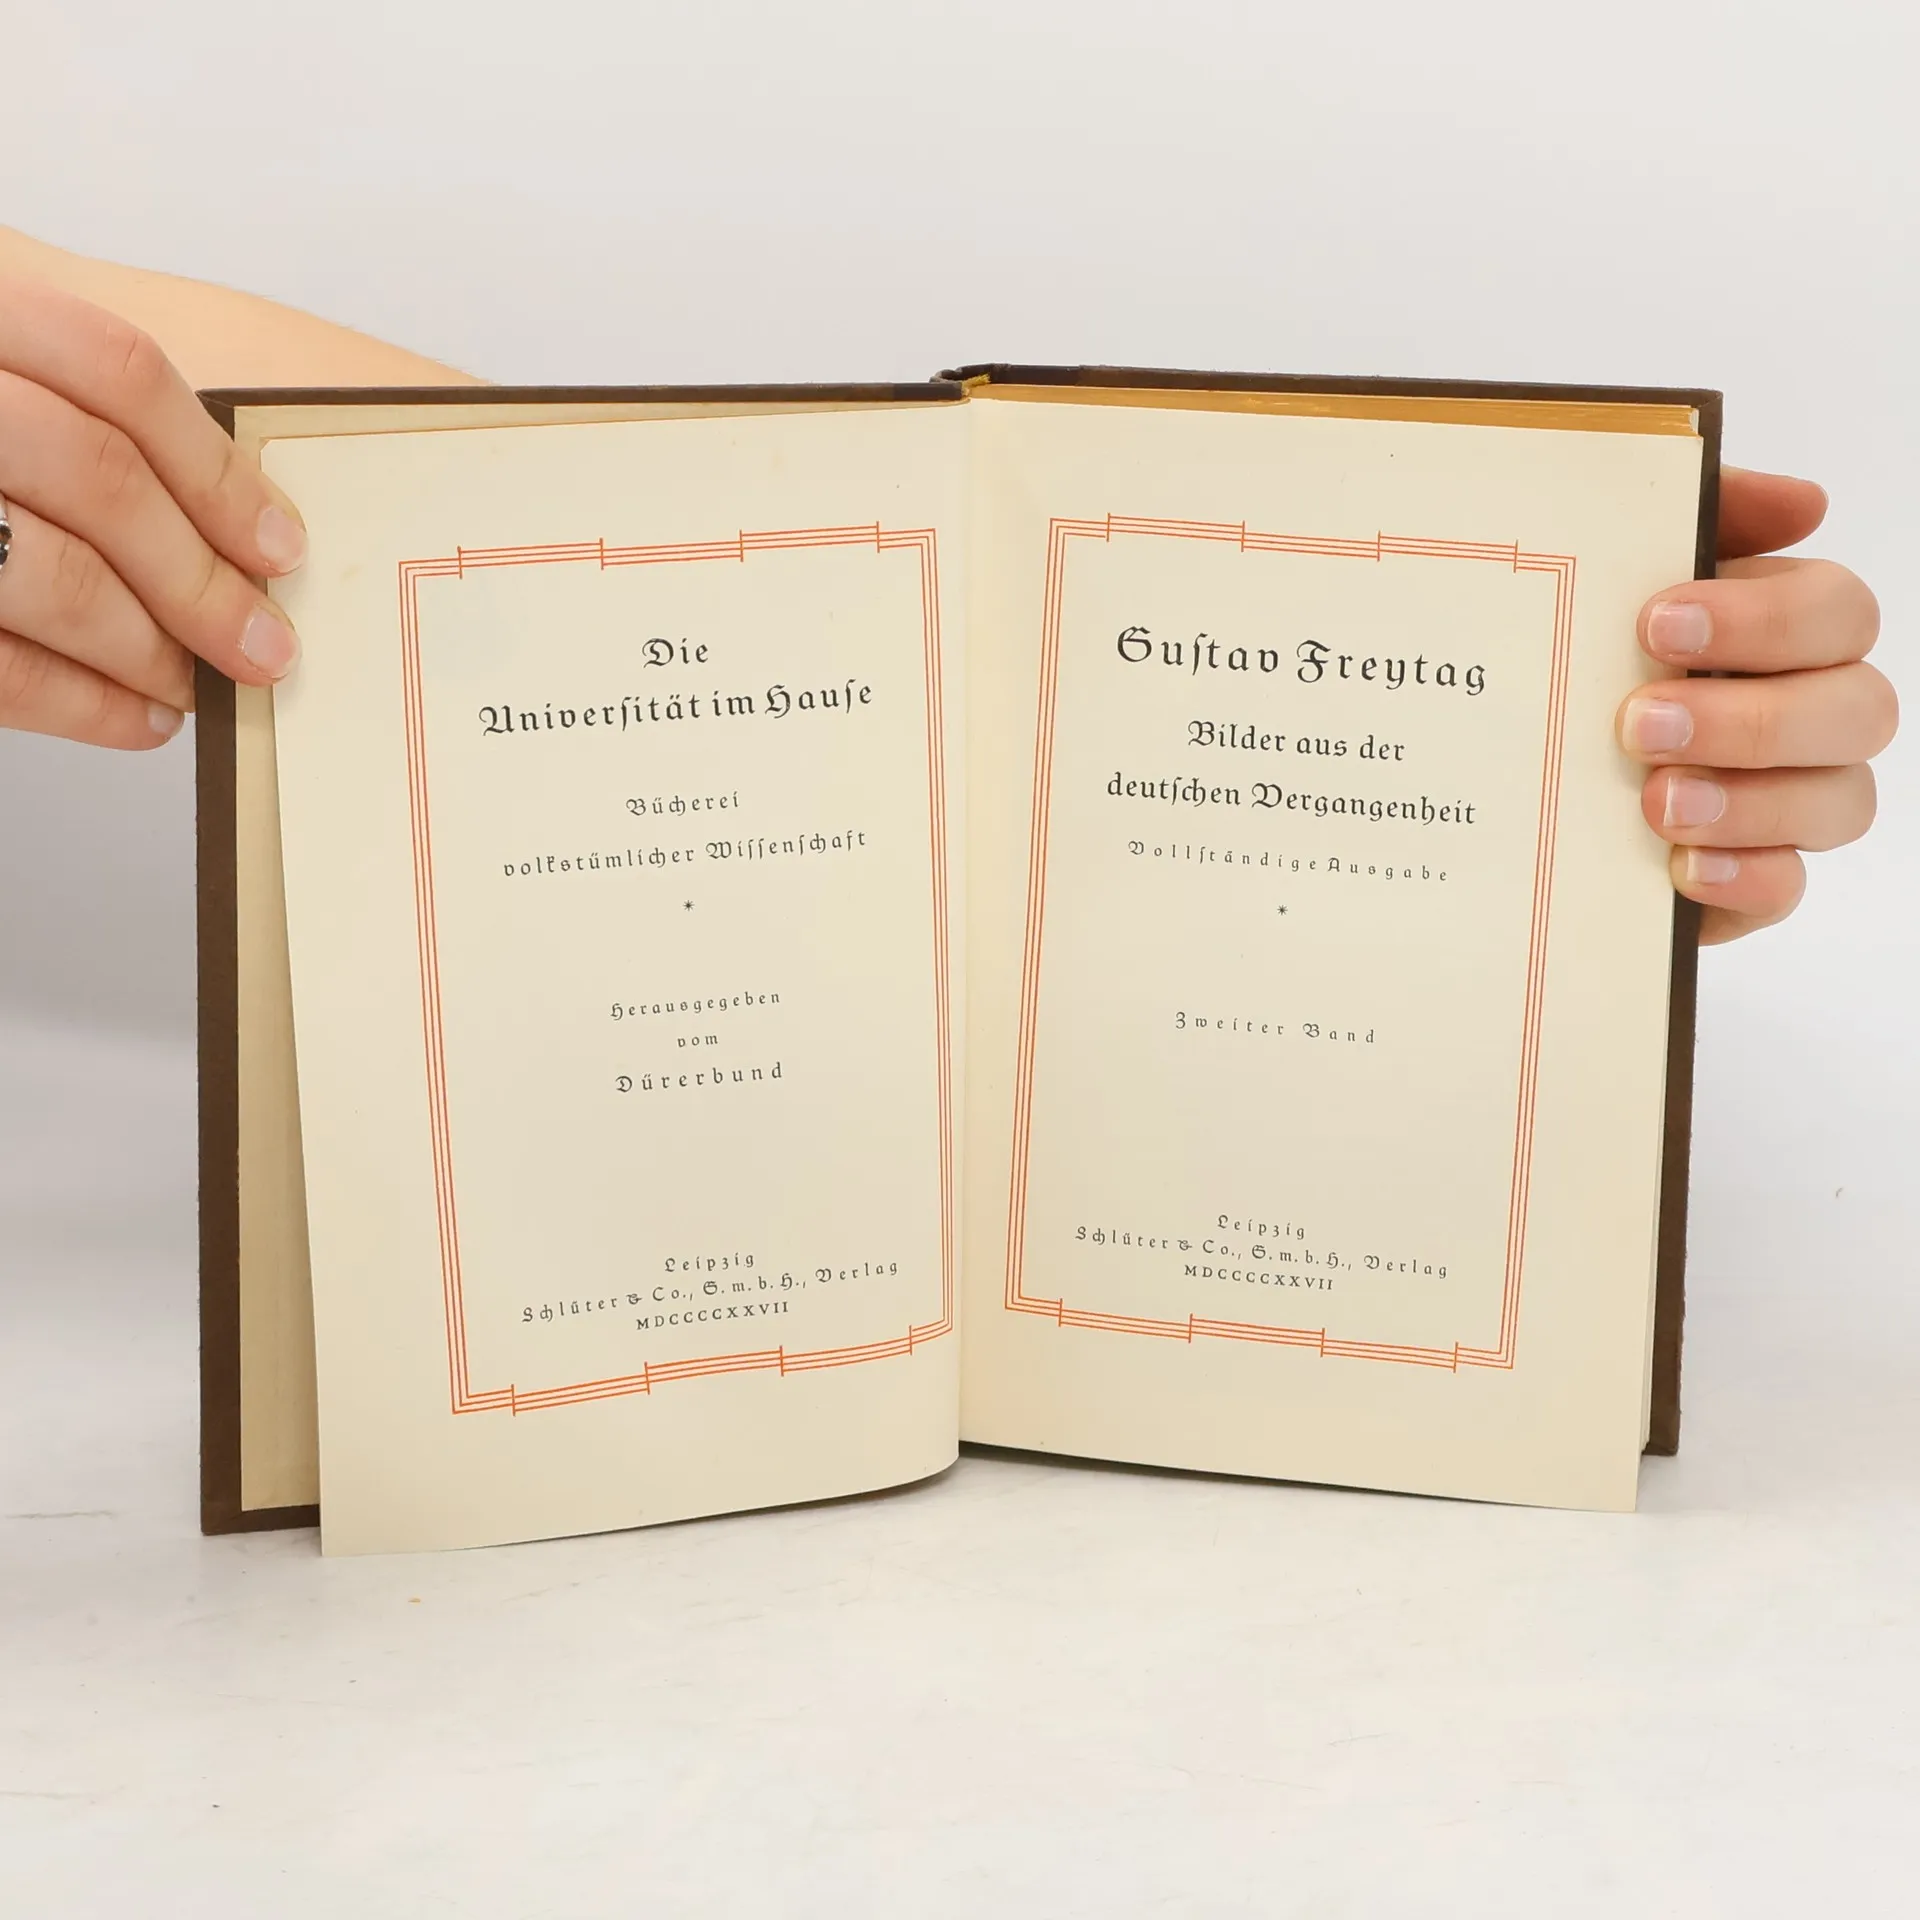 Die
Univerſität im Hauſe
Bücherei
volkstümlicher Wiſſenſchaft
*
Herausgegeben
vom
Dürerbund
Leipzig
Schlüter & Co., G. m. b. H., Verlag
MDCCCCXXVII
Guſtav Freytag
Bilder aus der
deutſchen Vergangenheit
Vollſtändige Ausgabe
*
Zweiter Band
Leipzig
Schlüter & Co., G. m. b. H., Verlag
MDCCCCXXVII